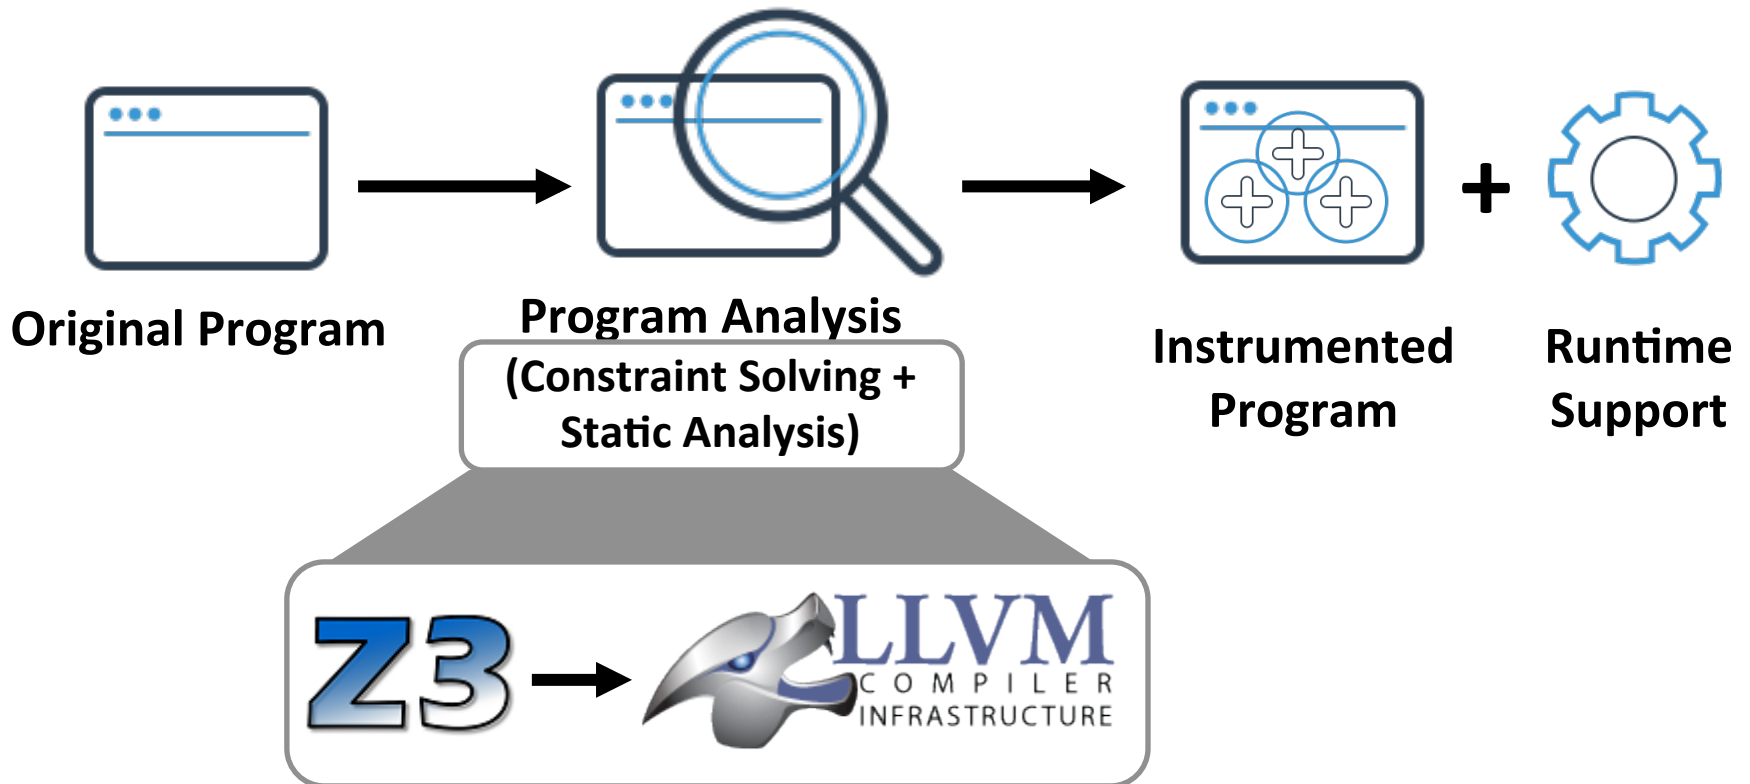 Original Program
Program Analysis
(Constraint Solving +
Static Analysis)
Instrumented
Program
+
Runtime
Support
Z3
LLVM
COMPILER
INFRASTRUCTURE